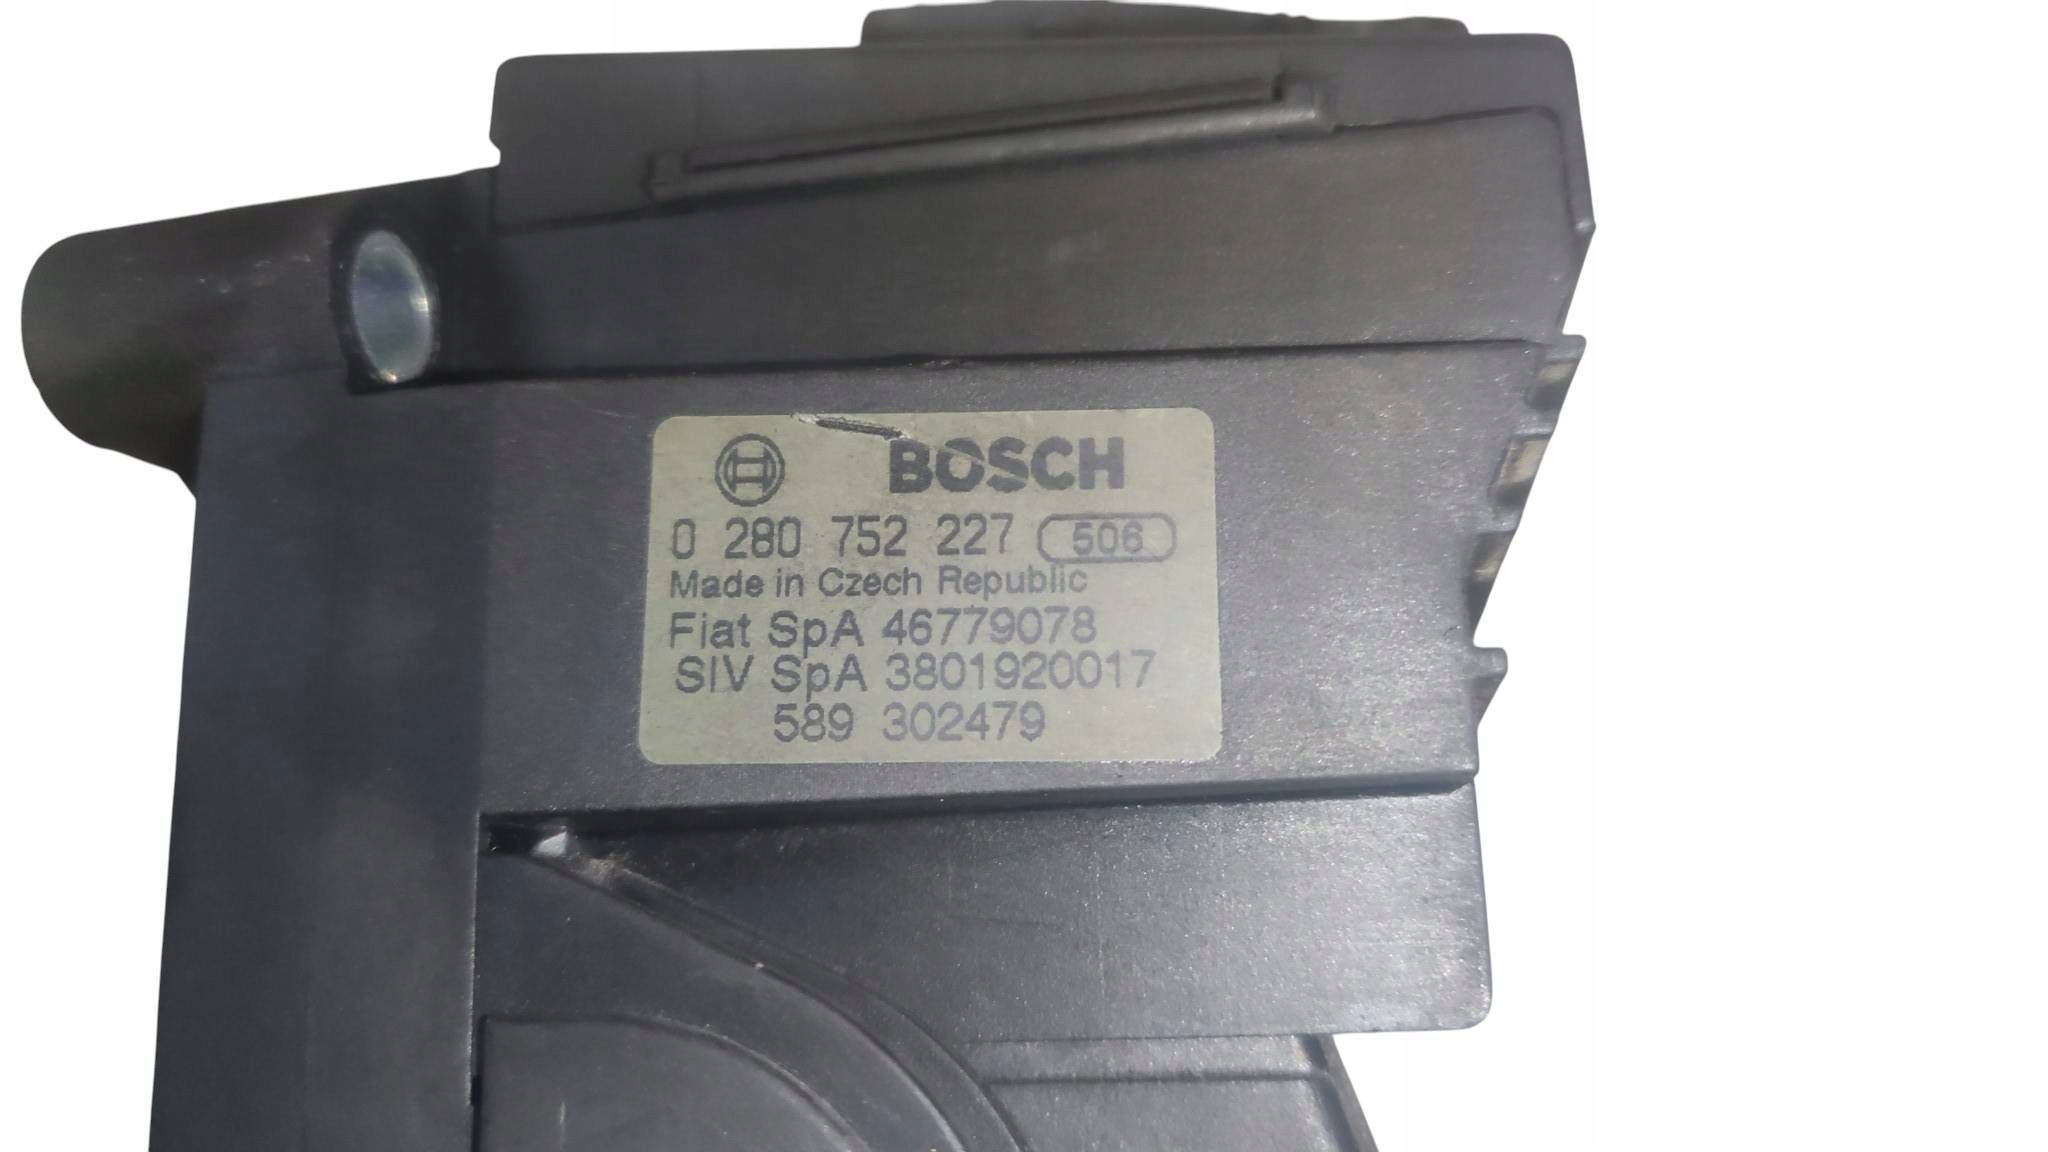 BOSCH
0 280 752 227 506
Made in Czech Republic
Fiat SpA 46779078
SIV SpA 3801920017
589 302479